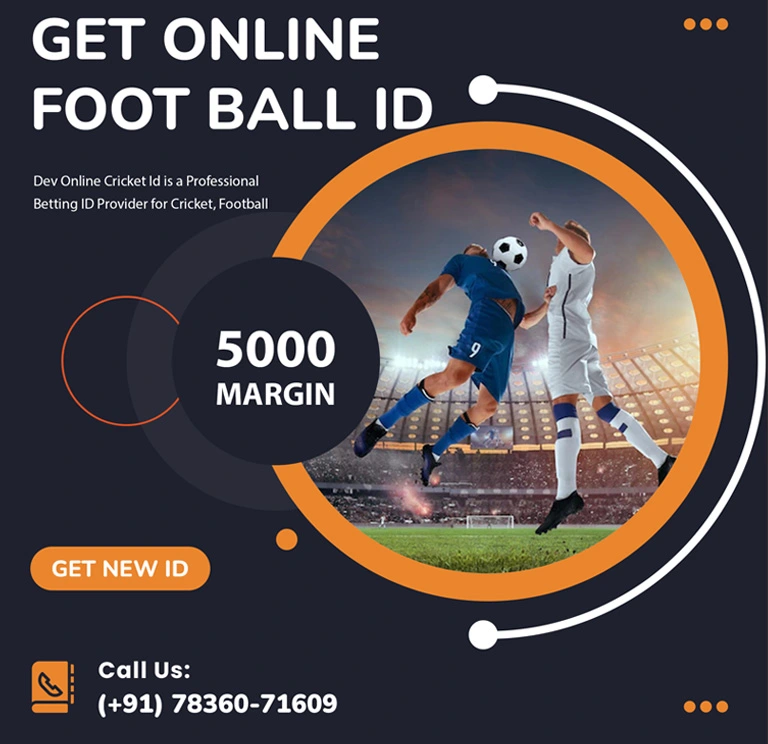 GET ONLINE
FOOT BALL ID
Dev Online Cricket Id is a Professional
Betting ID Provider for Cricket, Football
5000
MARGIN
9
GET NEW ID
Call Us:
(+91) 78360-71609